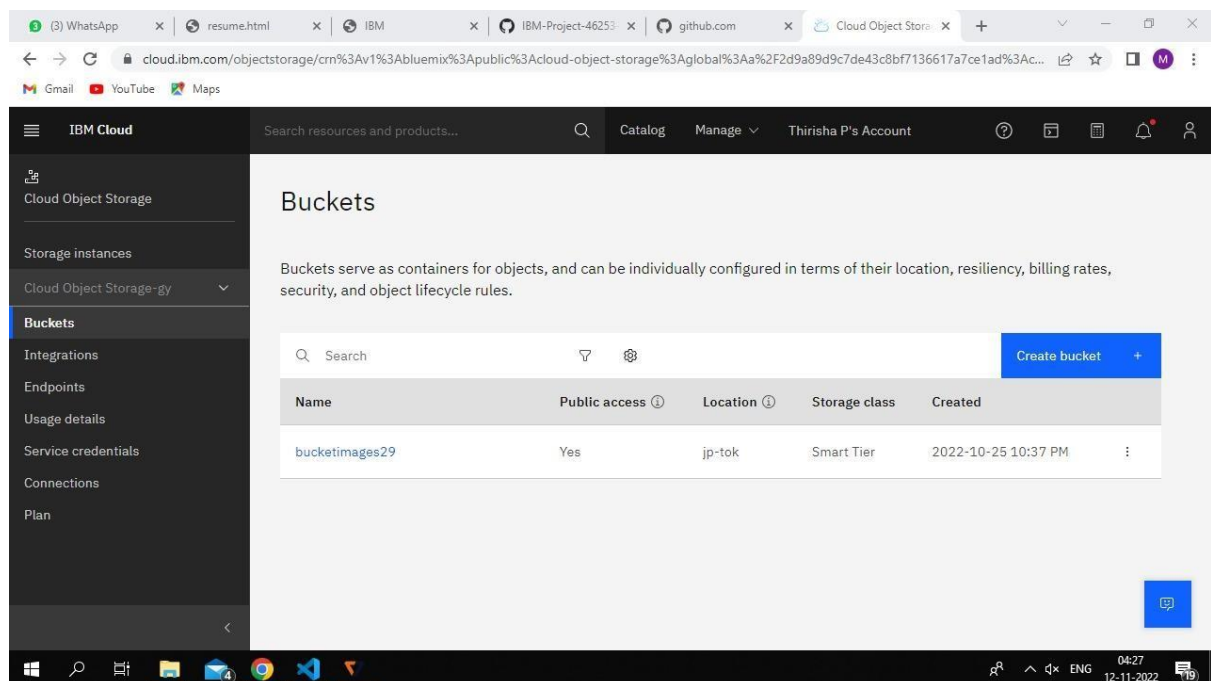 (3) WhatsApp
resume.html
IBM
IBM-Project-46253-
github.com
Cloud Object Stora
cloud.ibm.com/objectstorage/crn%3Av1%3Abluemix%3Apublic%3Acloud-object-storage%3Aglobal%3Aa%2F2d9a89d9c7de43c8bf7136617a7ce1ad%3Ac...
M
Gmail
YouTube
Maps
IBM Cloud
Search resources and products...
Catalog
Manage
Thirisha P's Account
Cloud Object Storage
Storage instances
Cloud Object Storage-gy
Buckets
Integrations
Endpoints
Usage details
Service credentials
Connections
Plan
Buckets
Buckets serve as containers for objects, and can be individually configured in terms of their location, resiliency, billing rates,
security, and object lifecycle rules.
Search
Create bucket +
Name Public access Location Storage class Created
bucketimages29 Yes jp-tok Smart Tier 2022-10-25 10:37 PM
4
ENG
04:27
12-11-2022
19